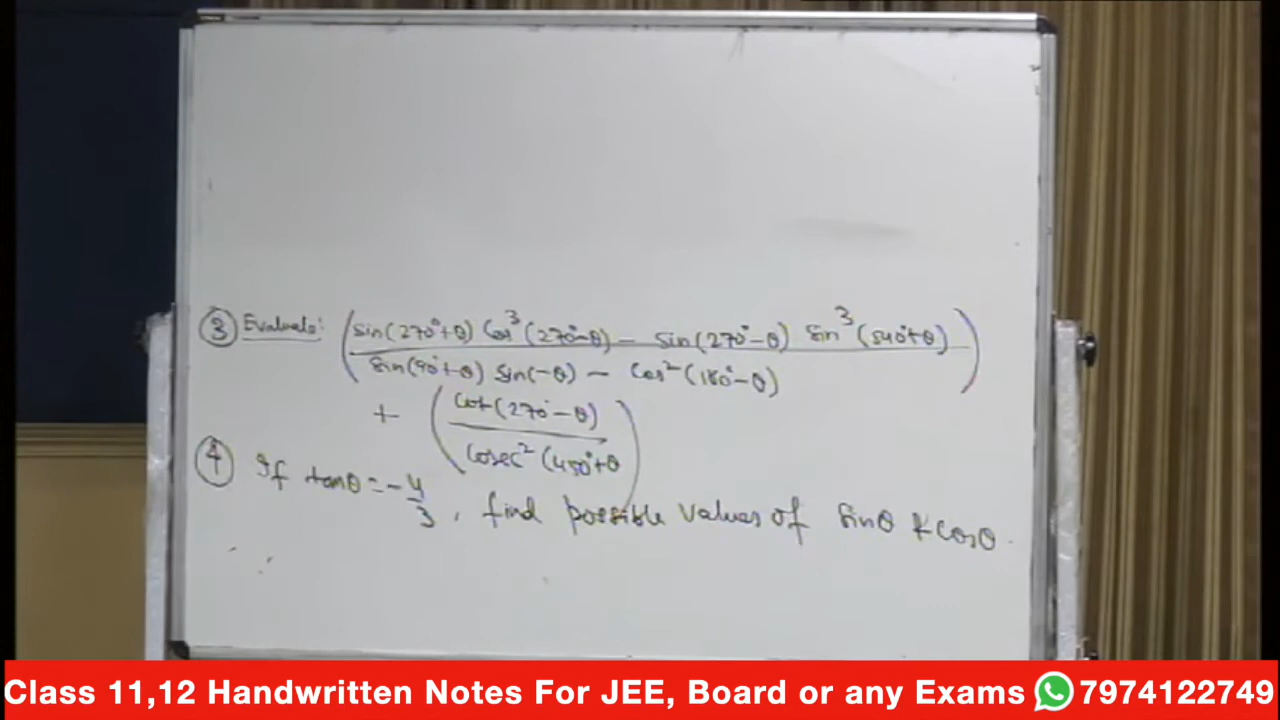 ③ Evaluate: (sin(270°+θ) Cos³(270°-θ) - sin(270°-θ) Sin³(540°+θ))
Sin(90°+θ) Sin(-θ) - Cos²(180°-θ)
+ (Cot(270°-θ)
Cosec²(450°+θ)
④ If tanθ = -4/3, find possible values of sinθ & cosθ.
Class 11,12 Handwritten Notes For JEE, Board or any Exams 7974122749